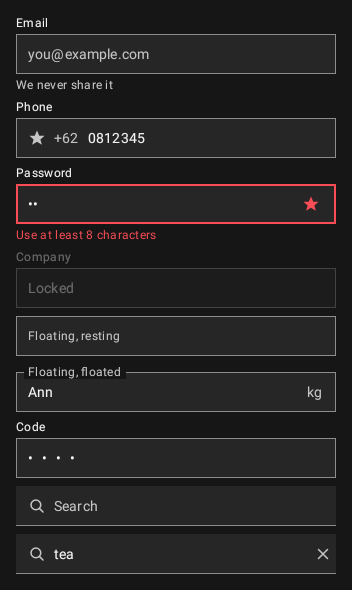 Email
you@example.com
We never share it
Phone
+62 0812345
Password
••
Use at least 8 characters
Company
Locked
Floating, resting
Floating, floated
Ann kg
Code
• • • •
Search
tea